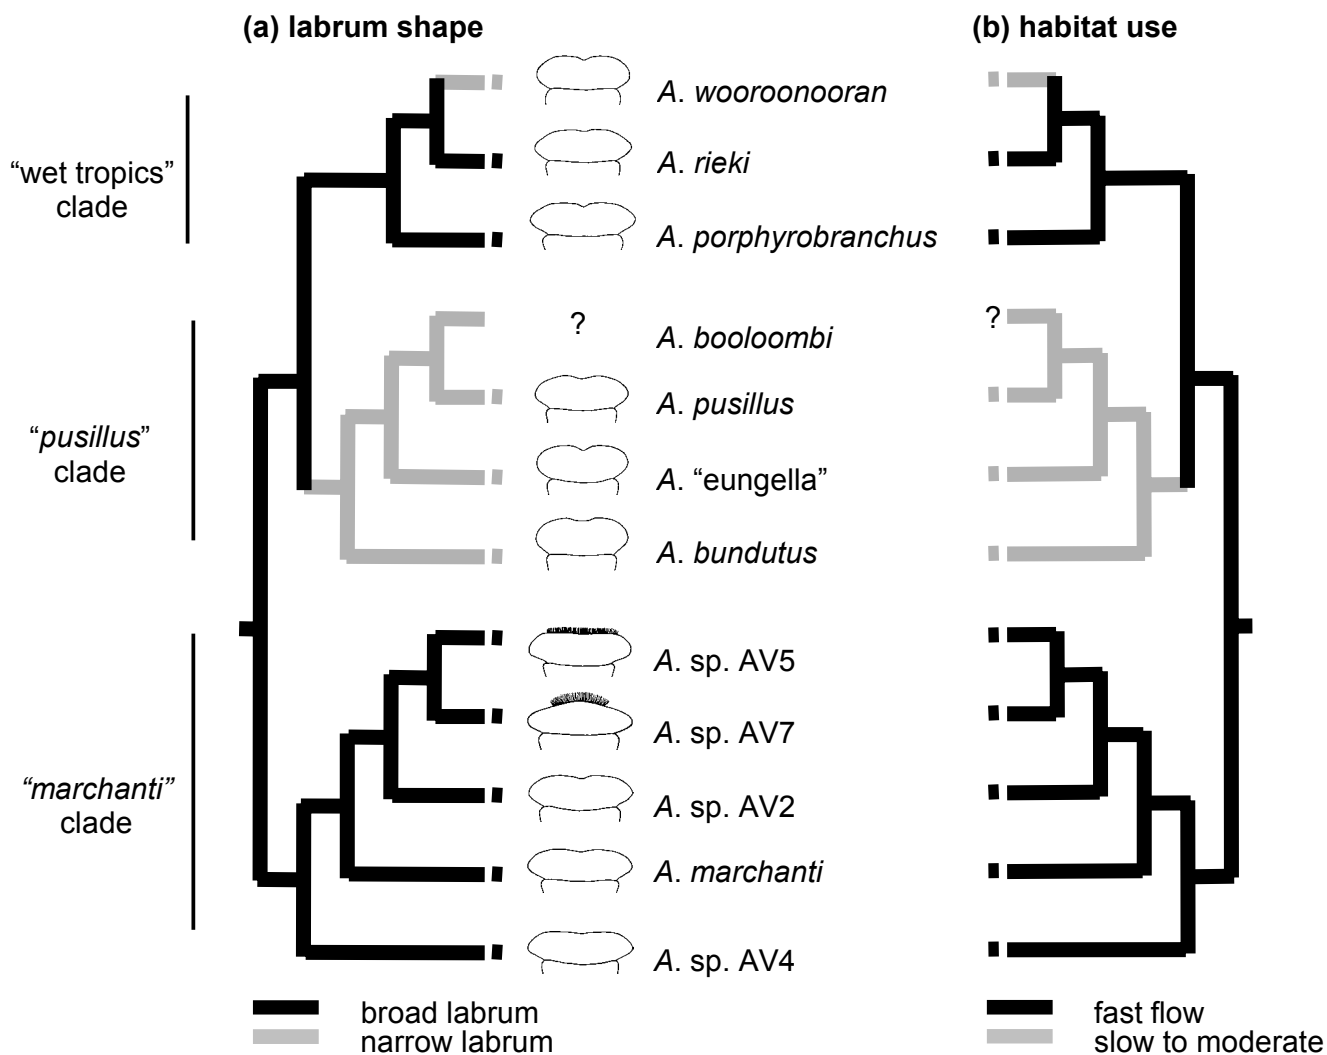 (a) labrum shape
(b) habitat use
A. wooroonooran
“wet tropics”
clade
A. rieki
A. porphyrobranchus
?
?
A. booloombi
“pusillus”
clade
A. pusillus
A. “eungella”
A. bundutus
A. sp. AV5
A. sp. AV7
“marchanti”
clade
A. sp. AV2
A. marchanti
A. sp. AV4
broad labrum
narrow labrum
fast flow
slow to moderate